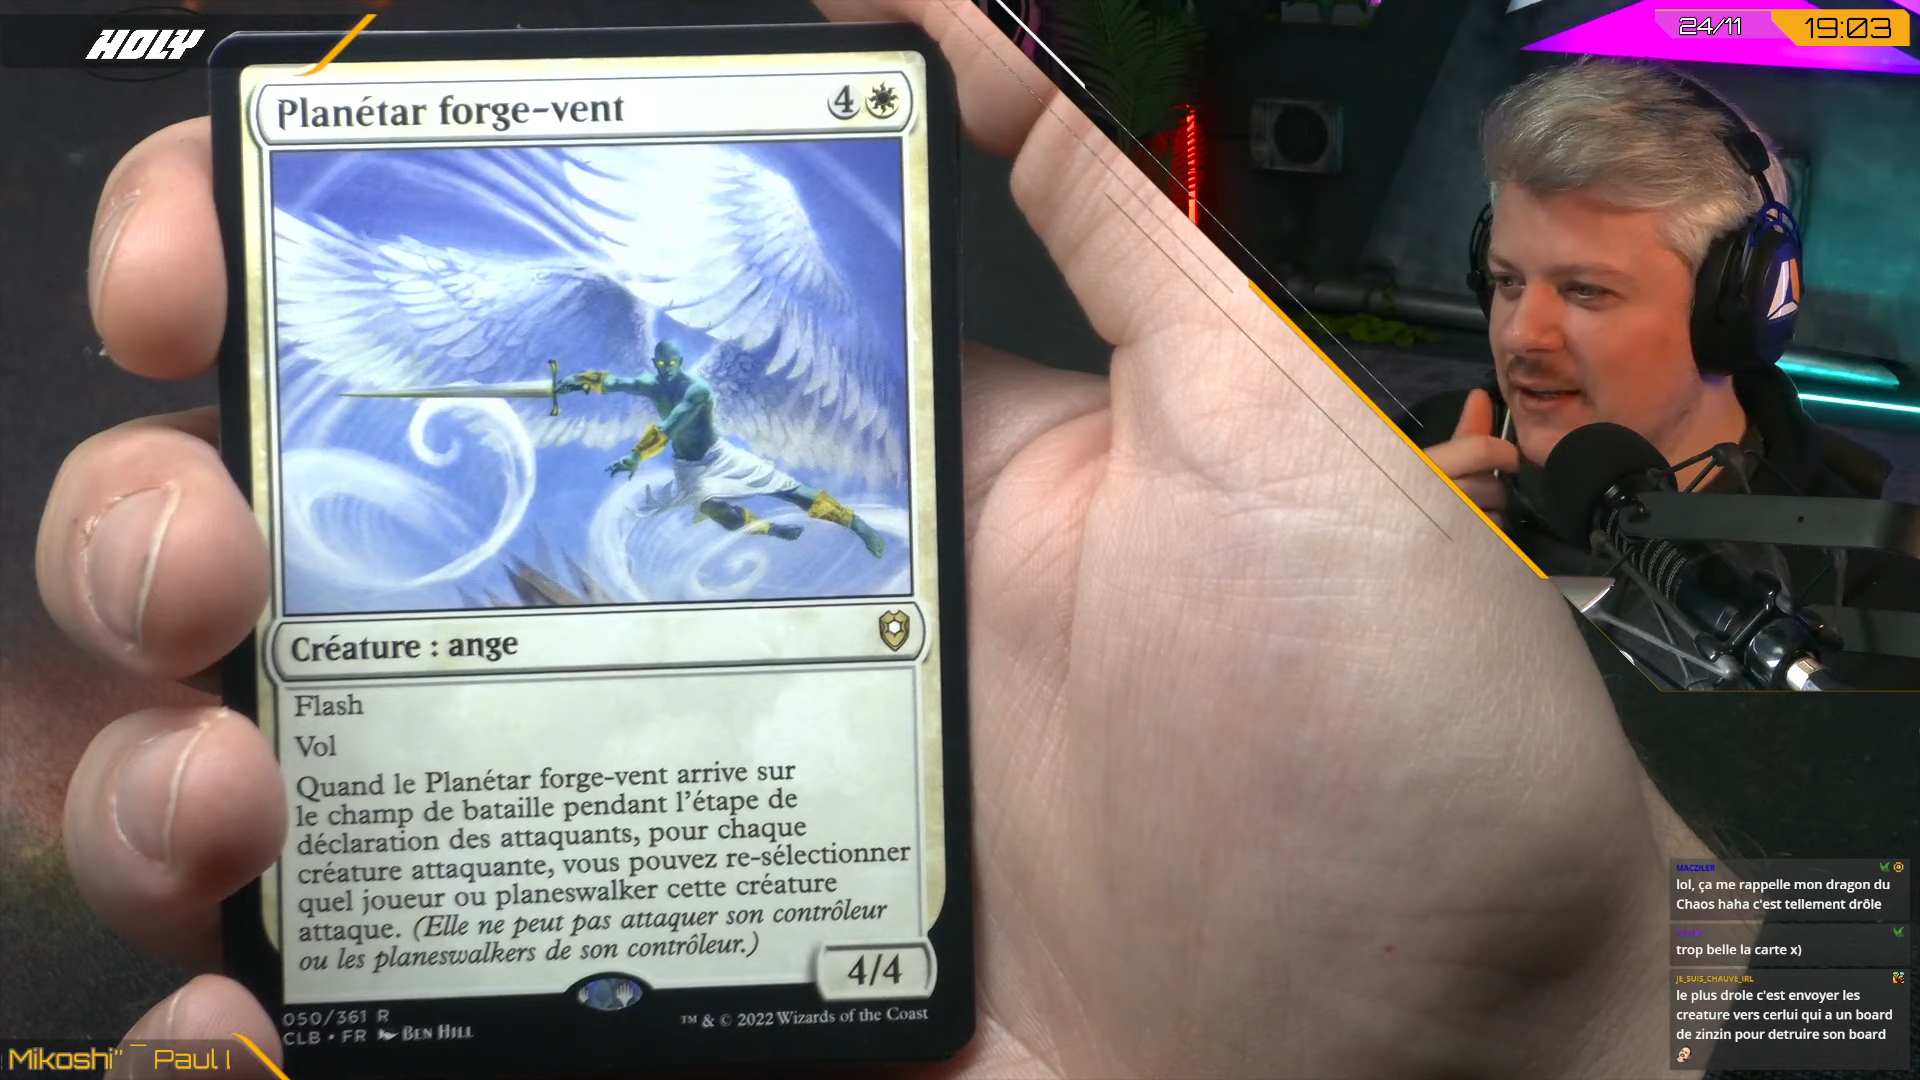 HOLY
24/11
19:03
Planétar forge-vent
4
Créature : ange
Flash
Vol
Quand le Planétar forge-vent arrive sur
le champ de bataille pendant l'étape de
déclaration des attaquants, pour chaque
créature attaquante, vous pouvez re-sélectionner
quel joueur ou planeswalker cette créature
attaque. (Elle ne peut pas attaquer son contrôleur
ou les planeswalkers de son contrôleur.)
4/4
050/361 R
CLB • FR BEN HILL
™ & © 2022 Wizards of the Coast
Mikoshi" — Paul I
MACZILER
lol, ça me rappelle mon dragon du
Chaos haha c'est tellement drôle
trop belle la carte x)
JE_SUIS_CHAUVE_IRL
le plus drole c'est envoyer les
creature vers cerlui qui a un board
de zinzin pour detruire son board